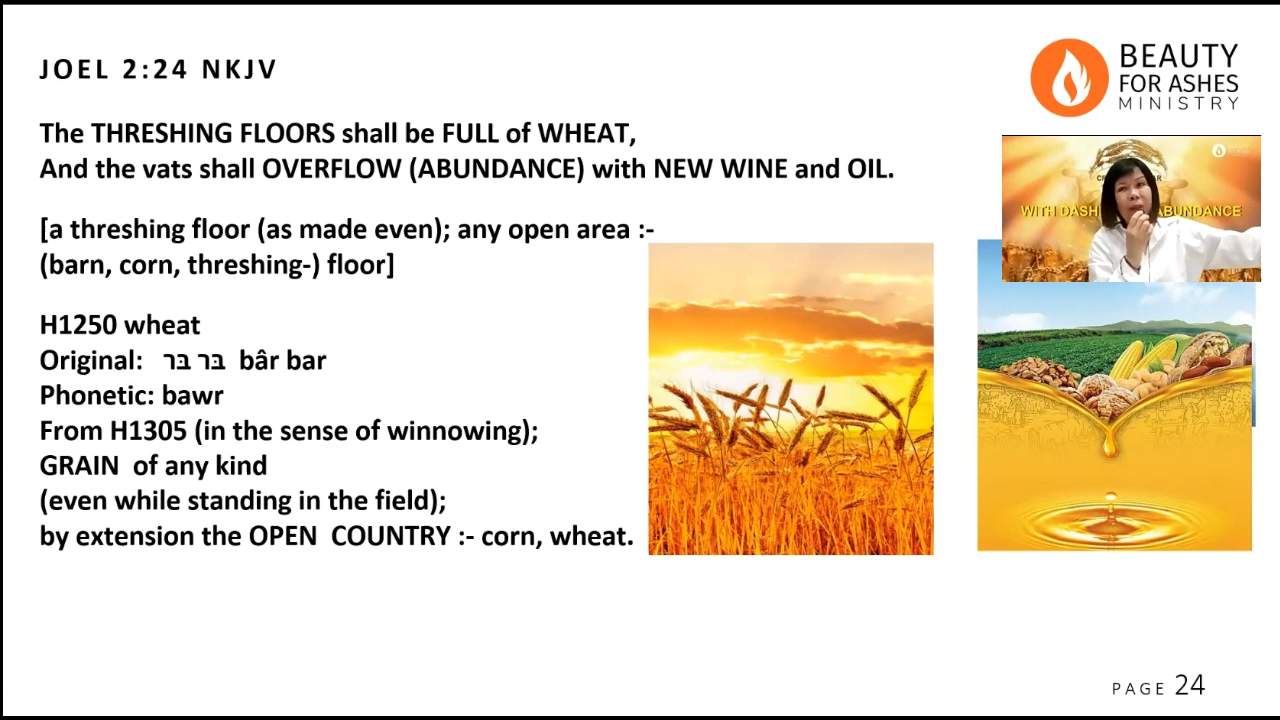 JOEL 2:24 NKJV
BEAUTY
FOR ASHES
MINISTRY
The THRESHING FLOORS shall be FULL of WHEAT,
And the vats shall OVERFLOW (ABUNDANCE) with NEW WINE and OIL.
WITH DASH ABUNDANCE
[a threshing floor (as made even); any open area :-
(barn, corn, threshing-) floor]
H1250 wheat
Original: בּר בּר bâr bar
Phonetic: bawr
From H1305 (in the sense of winnowing);
GRAIN of any kind
(even while standing in the field);
by extension the OPEN COUNTRY :- corn, wheat.
PAGE 24